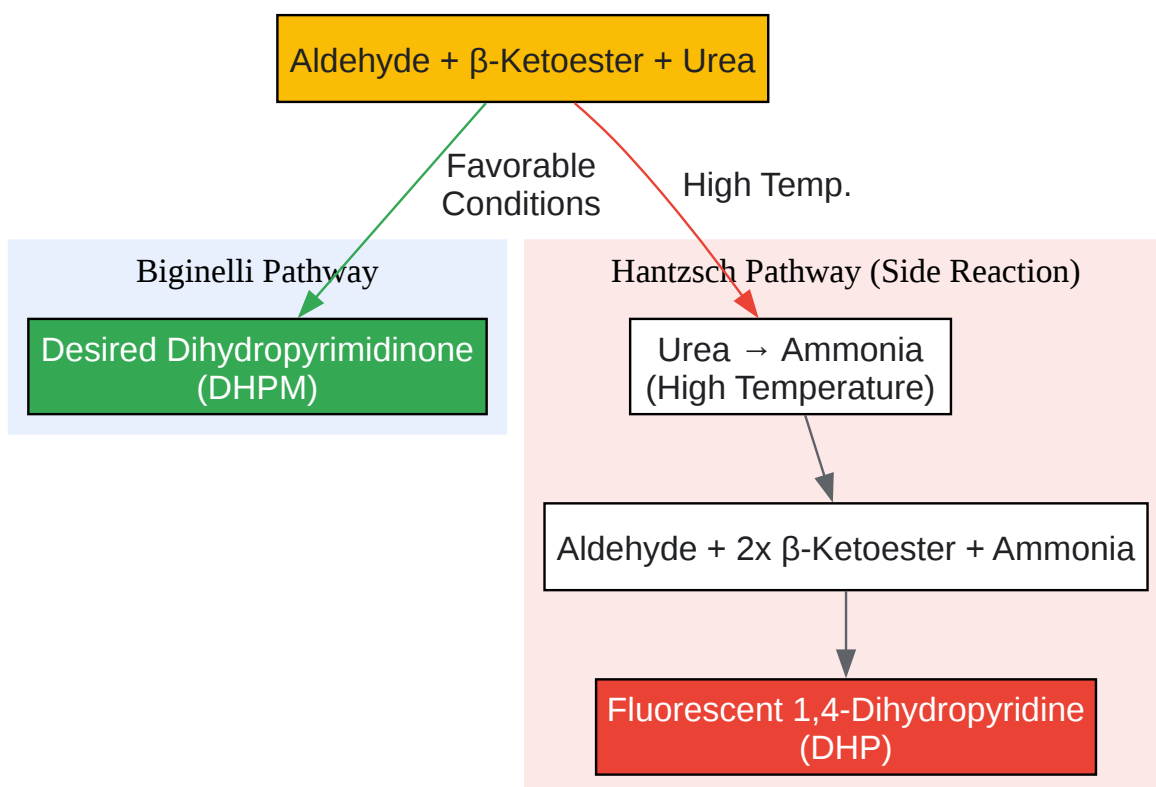 Aldehyde + β-Ketoester + Urea
Favorable
Conditions
High Temp.
Biginelli Pathway
Desired Dihydropyrimidinone
(DHPM)
Hantzsch Pathway (Side Reaction)
Urea → Ammonia
(High Temperature)
Aldehyde + 2x β-Ketoester + Ammonia
Fluorescent 1,4-Dihydropyridine
(DHP)